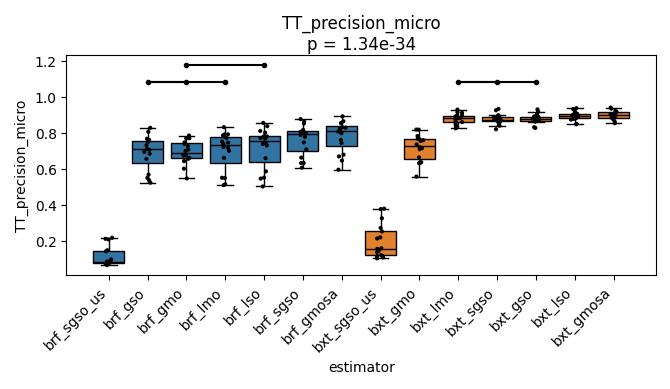 TT_precision_micro
p = 1.34e-34
TT_precision_micro
1.2
1.0
0.8
0.6
0.4
0.2
brf_sgso_us
brf_gso
brf_gmo
brf_lmo
brf_lso
brf_sgso
brf_gmosa
bxt_sgso_us
bxt_gmo
bxt_lmo
bxt_sgso
bxt_gso
bxt_lso
bxt_gmosa
estimator